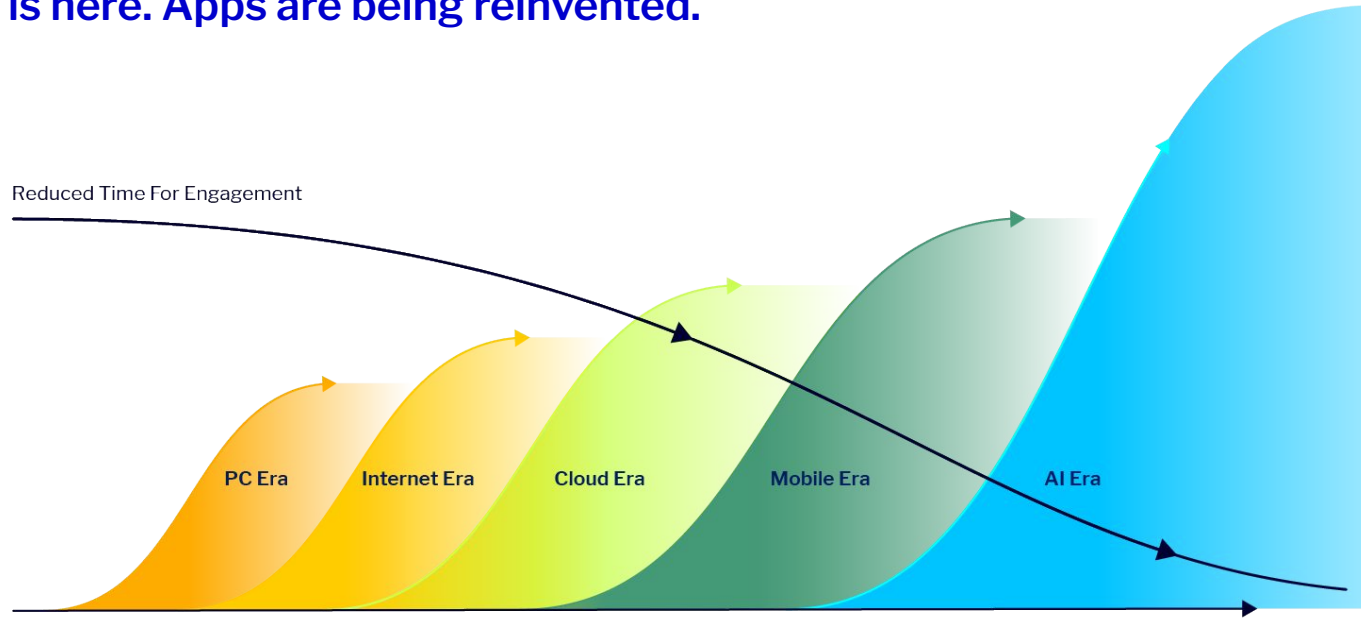 is here. Apps are being reinvented.
Reduced Time For Engagement
PC Era
Internet Era
Cloud Era
Mobile Era
AI Era